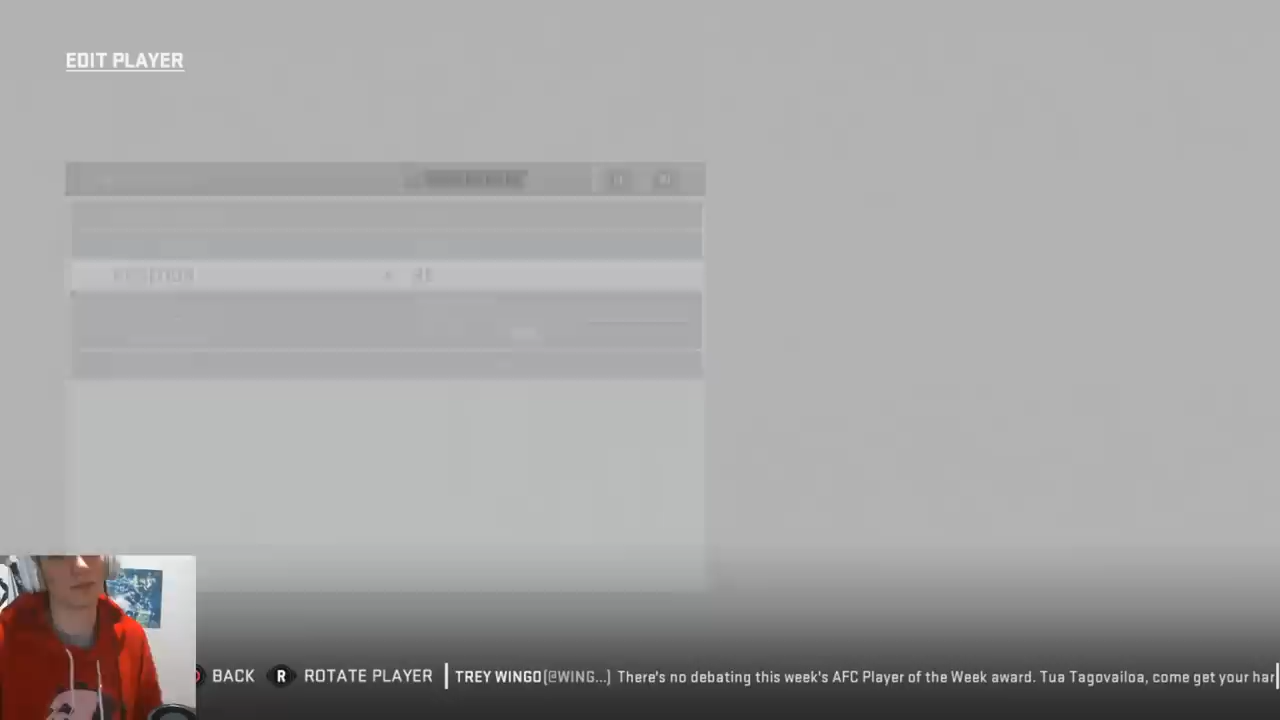 EDIT PLAYER
POSITION
BACK R ROTATE PLAYER TREY WINGO(@WING...) There's no debating this week's AFC Player of the Week award. Tua Tagovailoa, come get your har